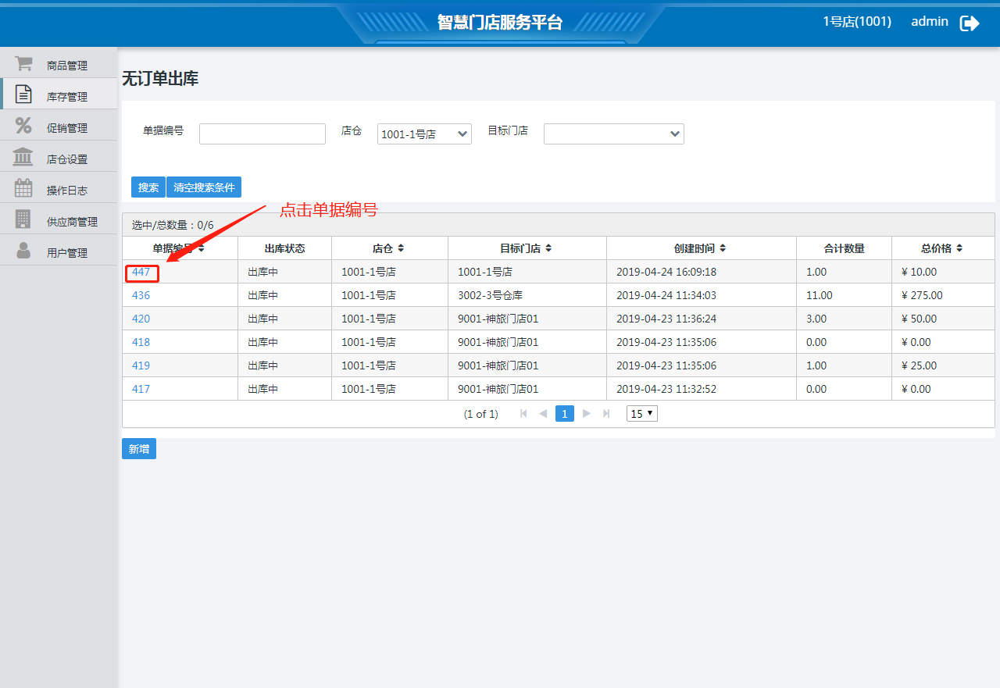 智慧门店服务平台
1号店(1001) admin
商品管理
库存管理
促销管理
店仓设置
操作日志
供应商管理
用户管理
无订单出库
单据编号 店仓 1001-1号店 目标门店
搜索 清空搜索条件
点击单据编号
选中/总数量：0/6
单据编号 出库状态 店仓 目标门店 创建时间 合计数量 总价格
447 出库中 1001-1号店 1001-1号店 2019-04-24 16:09:18 1.00 ¥ 10.00
436 出库中 1001-1号店 3002-3号仓库 2019-04-24 11:34:03 11.00 ¥ 275.00
420 出库中 1001-1号店 9001-神旅门店01 2019-04-23 11:36:24 3.00 ¥ 50.00
418 出库中 1001-1号店 9001-神旅门店01 2019-04-23 11:35:06 0.00 ¥ 0.00
419 出库中 1001-1号店 9001-神旅门店01 2019-04-23 11:35:06 1.00 ¥ 25.00
417 出库中 1001-1号店 9001-神旅门店01 2019-04-23 11:32:52 0.00 ¥ 0.00
(1 of 1) 1 15
新增